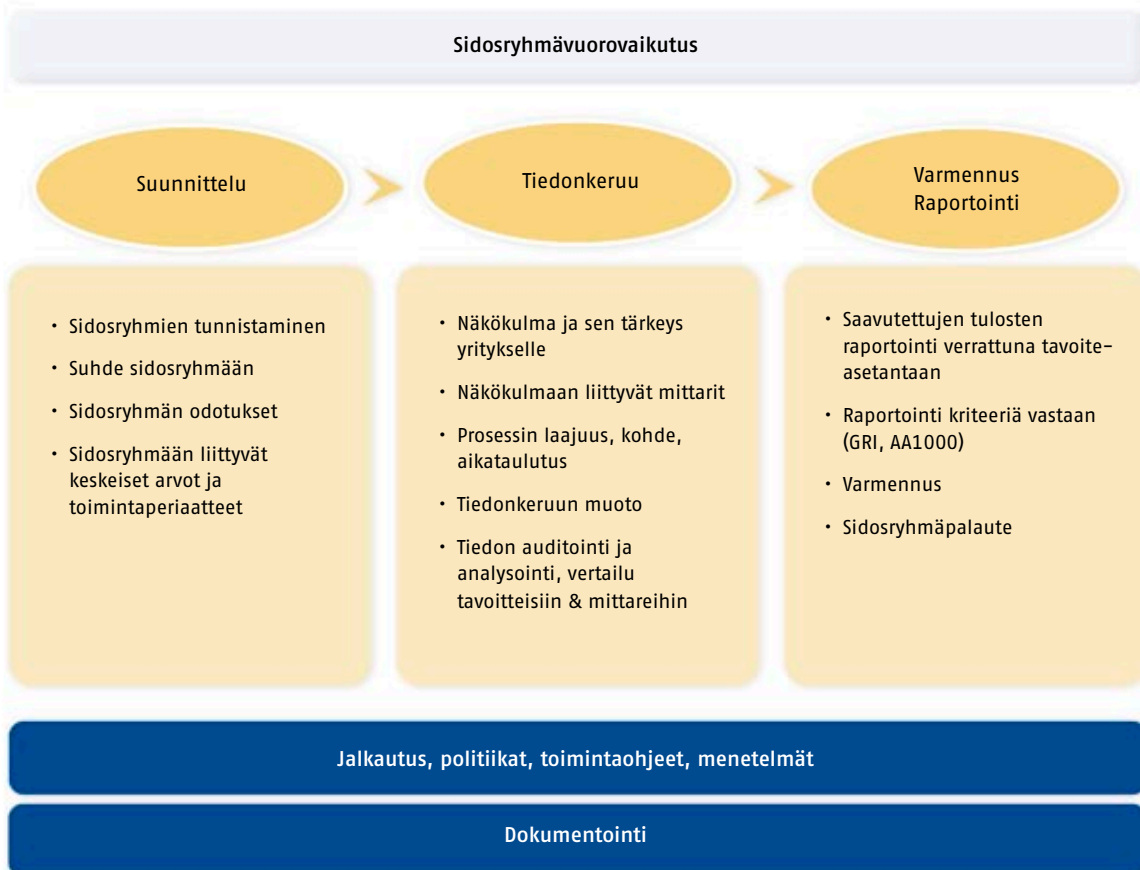 Sidosryhmävuorovaikutus
Suunnittelu
Tiedonkeruu
Varmennus
Raportointi
• Sidosryhmien tunnistaminen
• Suhde sidosryhmään
• Sidosryhmän odotukset
• Sidosryhmään liittyvät
keskeiset arvot ja
toimintaperiaatteet
• Näkökulma ja sen tärkeys
yritykselle
• Näkökulmaan liittyvät mittarit
• Prosessin laajuus, kohde,
aikataulutus
• Tiedonkeruun muoto
• Tiedon auditointi ja
analysointi, vertailu
tavoitteisiin & mittareihin
• Saavutettujen tulosten
raportointi verrattuna tavoite-
asetantaan
• Raportointi kriteeriä vastaan
(GRI, AA1000)
• Varmennus
• Sidosryhmäpalaute
Jalkautus, politiikat, toimintaohjeet, menetelmät
Dokumentointi